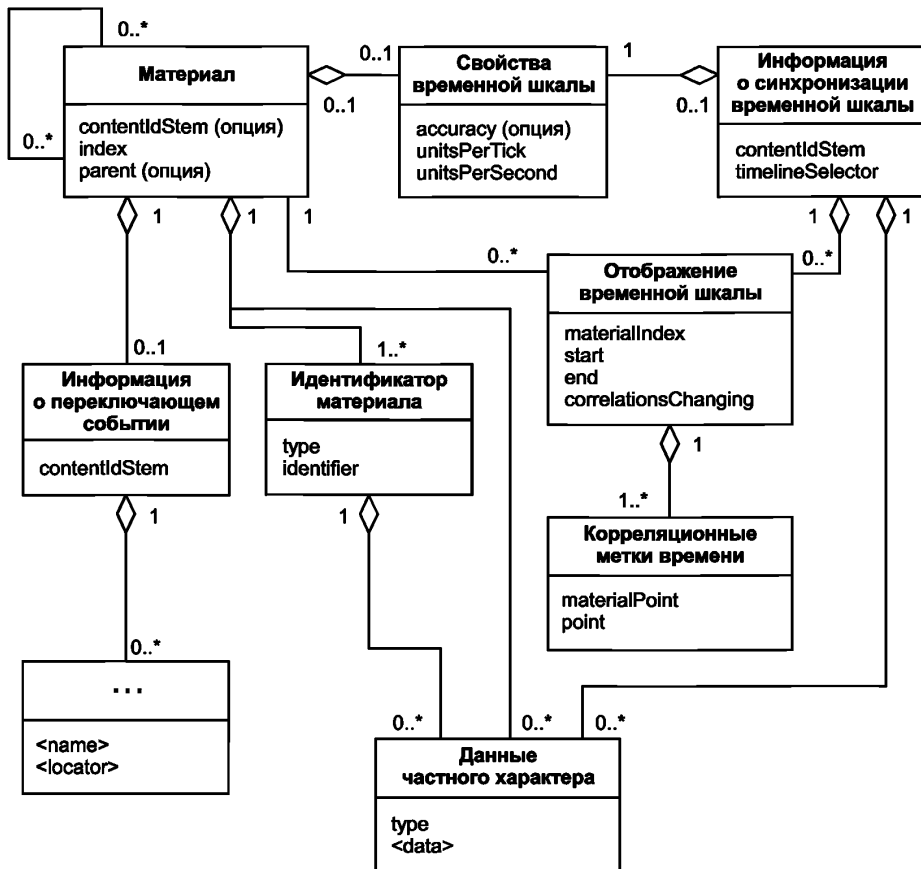 0..*
1
0..1
1
Материал
contentIdStem (опция)
index
parent (опция)
0..*
0..1
Свойства
временной шкалы
accuracy (опция)
unitsPerTick
unitsPerSecond
0..1
Информация
о синхронизации
временной шкалы
contentIdStem
timelineSelector
1
1
1
1
1
0..*
0..*
Отображение
временной шкалы
materialIndex
start
end
correlationsChanging
0..1
1..*
Информация
о переключающем
событии
contentIdStem
Идентификатор
материала
type
identifier
1
1
1
1..*
Корреляционные
метки времени
materialPoint
point
0..*
...
<name>
<locator>
0..*
0..*
0..*
Данные
частного характера
type
<data>